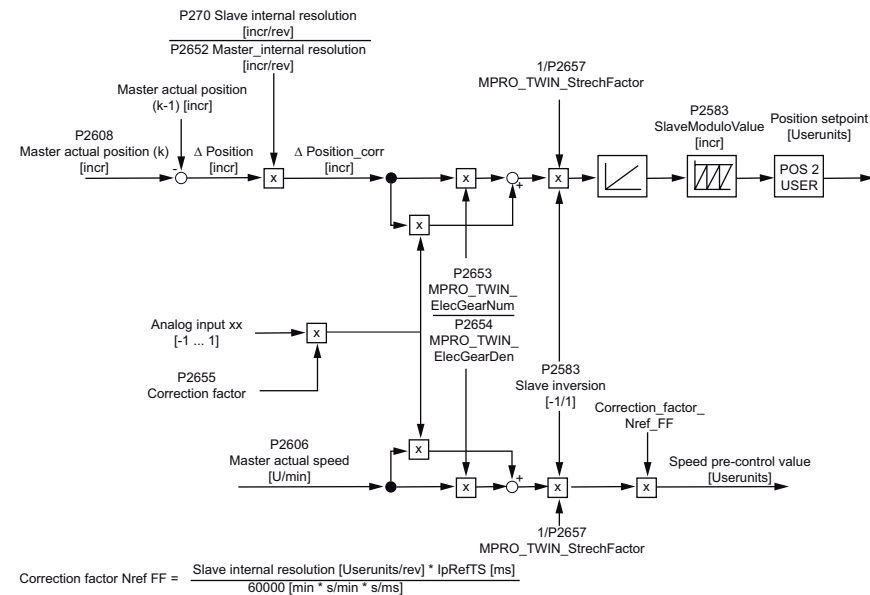 P270 Slave internal resolution
[incr/rev]
P2652 Master_internal resolution
[incr/rev]
Master actual position
(k-1) [incr]
P2608
Master actual position (k)
[incr]
-
Δ Position
[incr]
x
Δ Position_corr
[incr]
x
x
+
1/P2657
MPRO_TWIN_StrechFactor
x
P2583
SlaveModuloValue
[incr]
Position setpoint
[Userunits]
POS 2
USER
P2653
MPRO_TWIN_
ElecGearNum
P2654
MPRO_TWIN_
ElecGearDen
Analog input xx
[-1 ... 1]
x
P2655
Correction factor
P2583
Slave inversion
[-1/1]
Correction_factor_
Nref_FF
P2606
Master actual speed
[U/min]
x
x
+
x
x
Speed pre-control value
[Userunits]
1/P2657
MPRO_TWIN_StrechFactor
Correction factor Nref FF =
Slave internal resolution [Userunits/rev] * IpRefTS [ms]
60000 [min * s/min * s/ms]